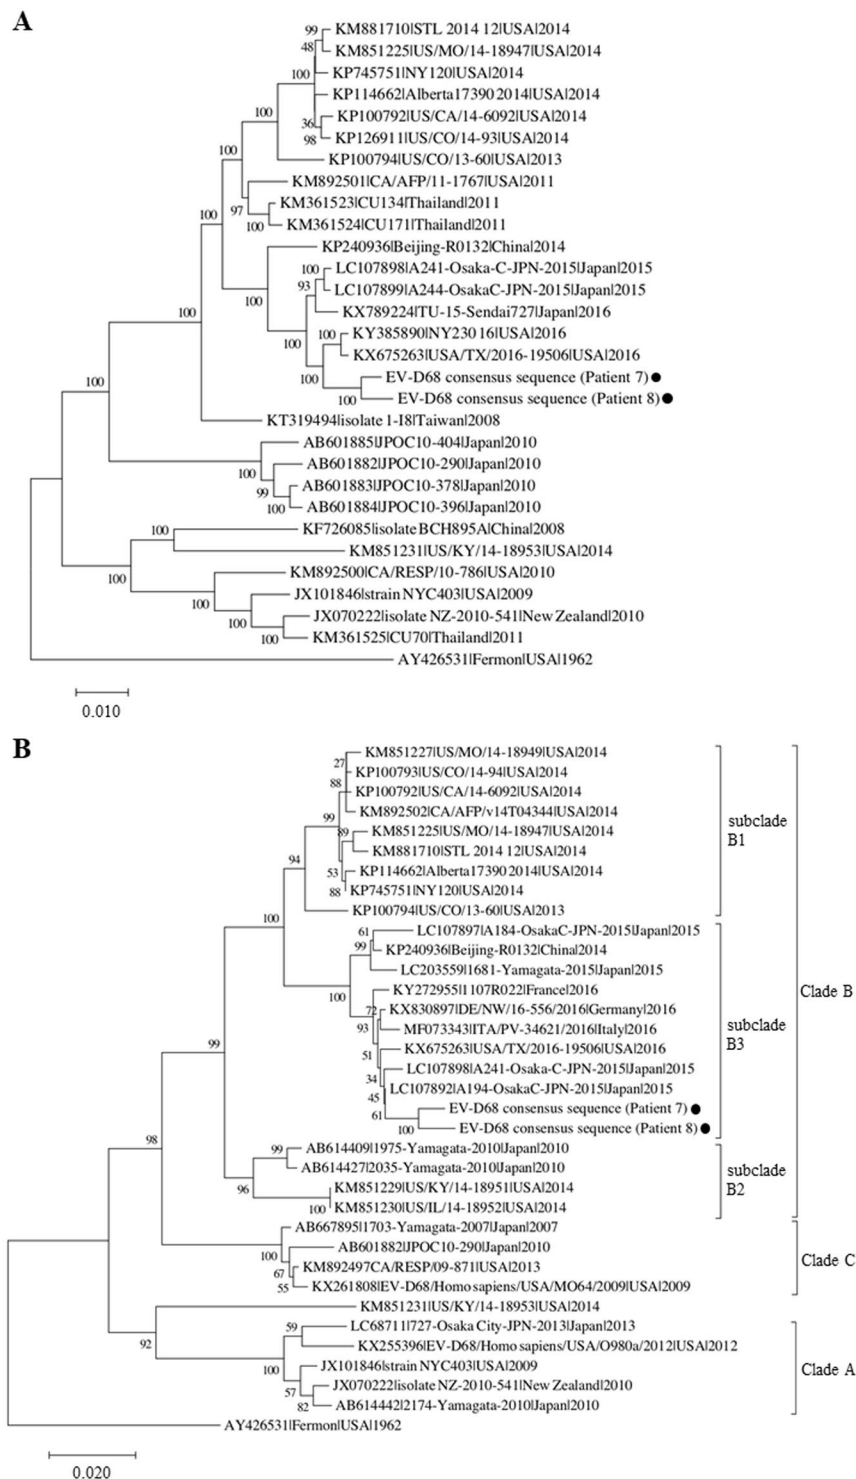 A
99 KM881710|STL 2014 12|USA|2014
48 KM851225|US/MO/14-18947|USA|2014
100 KP745751|NY120|USA|2014
KP114662|Alberta17390 2014|USA|2014
36 KP100792|US/CA/14-6092|USA|2014
98 KP126911|US/CO/14-93|USA|2014
100
100 KP100794|US/CO/13-60|USA|2013
KM892501|CA/AFP/11-1767|USA|2011
97 KM361523|CU134|Thailand|2011
100 100 KM361524|CU171|Thailand|2011
KP240936|Beijing-R0132|China|2014
100 LC107898|A241-Osaka-C-JPN-2015|Japan|2015
93 LC107899|A244-OsakaC-JPN-2015|Japan|2015
100
100 KX789224|TU-15-Sendai727|Japan|2016
100 KY385890|NY230 16|USA|2016
100 KX675263|USA/TX/2016-19506|USA|2016
100 100 EV-D68 consensus sequence (Patient 7)
100 EV-D68 consensus sequence (Patient 8)
KT319494|isolate 1-I8|Taiwan|2008
AB601885|JPOC10-404|Japan|2010
100 AB601882|JPOC10-290|Japan|2010
99 AB601883|JPOC10-378|Japan|2010
100 AB601884|JPOC10-396|Japan|2010
100 KF726085|isolate BCH895A|China|2008
KM851231|US/KY/14-18953|USA|2014
100 KM892500|CA/RESP/10-786|USA|2010
100 JX101846|strain NYC403|USA|2009
100 JX070222|isolate NZ-2010-541|New Zealand|2010
100 KM361525|CU70|Thailand|2011
AY426531|Fermon|USA|1962
0.010
B
KM851227|US/MO/14-18949|USA|2014
27 KP100793|US/CO/14-94|USA|2014
88 KP100792|US/CA/14-6092|USA|2014
99 KM892502|CA/AFP/v14T04344|USA|2014
89 KM851225|US/MO/14-18947|USA|2014
KM881710|STL 2014 12|USA|2014
94 53 KP114662|Alberta17390 2014|USA|2014
88 KP745751|NY120|USA|2014
KP100794|US/CO/13-60|USA|2013
subclade
B1
100
61 LC107897|A184-OsakaC-JPN-2015|Japan|2015
99 KP240936|Beijing-R0132|China|2014
LC203559|1681-Yamagata-2015|Japan|2015
100 KY272955|1107R022|France|2016
72 KX830897|DE/NW/16-556/2016|Germany|2016
93 MF073343|ITA/PV-34621/2016|Italy|2016
51 KX675263|USA/TX/2016-19506|USA|2016
34 LC107898|A241-Osaka-C-JPN-2015|Japan|2015
45 LC107892|A194-OsakaC-JPN-2015|Japan|2015
61 EV-D68 consensus sequence (Patient 7)
100 EV-D68 consensus sequence (Patient 8)
subclade
B3
Clade B
99
99 AB614409|1975-Yamagata-2010|Japan|2010
98 AB614427|2035-Yamagata-2010|Japan|2010
96 KM851229|US/KY/14-18951|USA|2014
100 KM851230|US/IL/14-18952|USA|2014
subclade
B2
AB667895|1703-Yamagata-2007|Japan|2007
100 AB601882|JPOC10-290|Japan|2010
67 KM892497CA/RESP/09-871|USA|2013
55 KX261808|EV-D68/Homo sapiens/USA/MO64/2009|USA|2009
Clade C
KM851231|US/KY/14-18953|USA|2014
92 59 LC68711|727-Osaka City-JPN-2013|Japan|2013
KX255396|EV-D68/Homo sapiens/USA/O980a/2012|USA|2012
100 JX101846|strain NYC403|USA|2009
57 JX070222|isolate NZ-2010-541|New Zealand|2010
82 AB614442|2174-Yamagata-2010|Japan|2010
Clade A
AY426531|Fermon|USA|1962
0.020